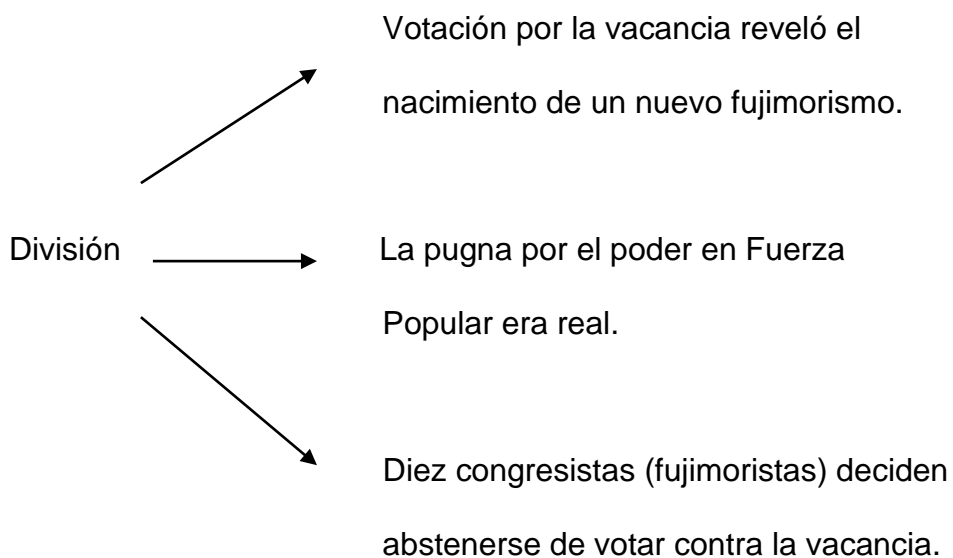 Votación por la vacancia reveló el
nacimiento de un nuevo fujimorismo.
División
La pugna por el poder en Fuerza
Popular era real.
Diez congresistas (fujimoristas) deciden
abstenerse de votar contra la vacancia.